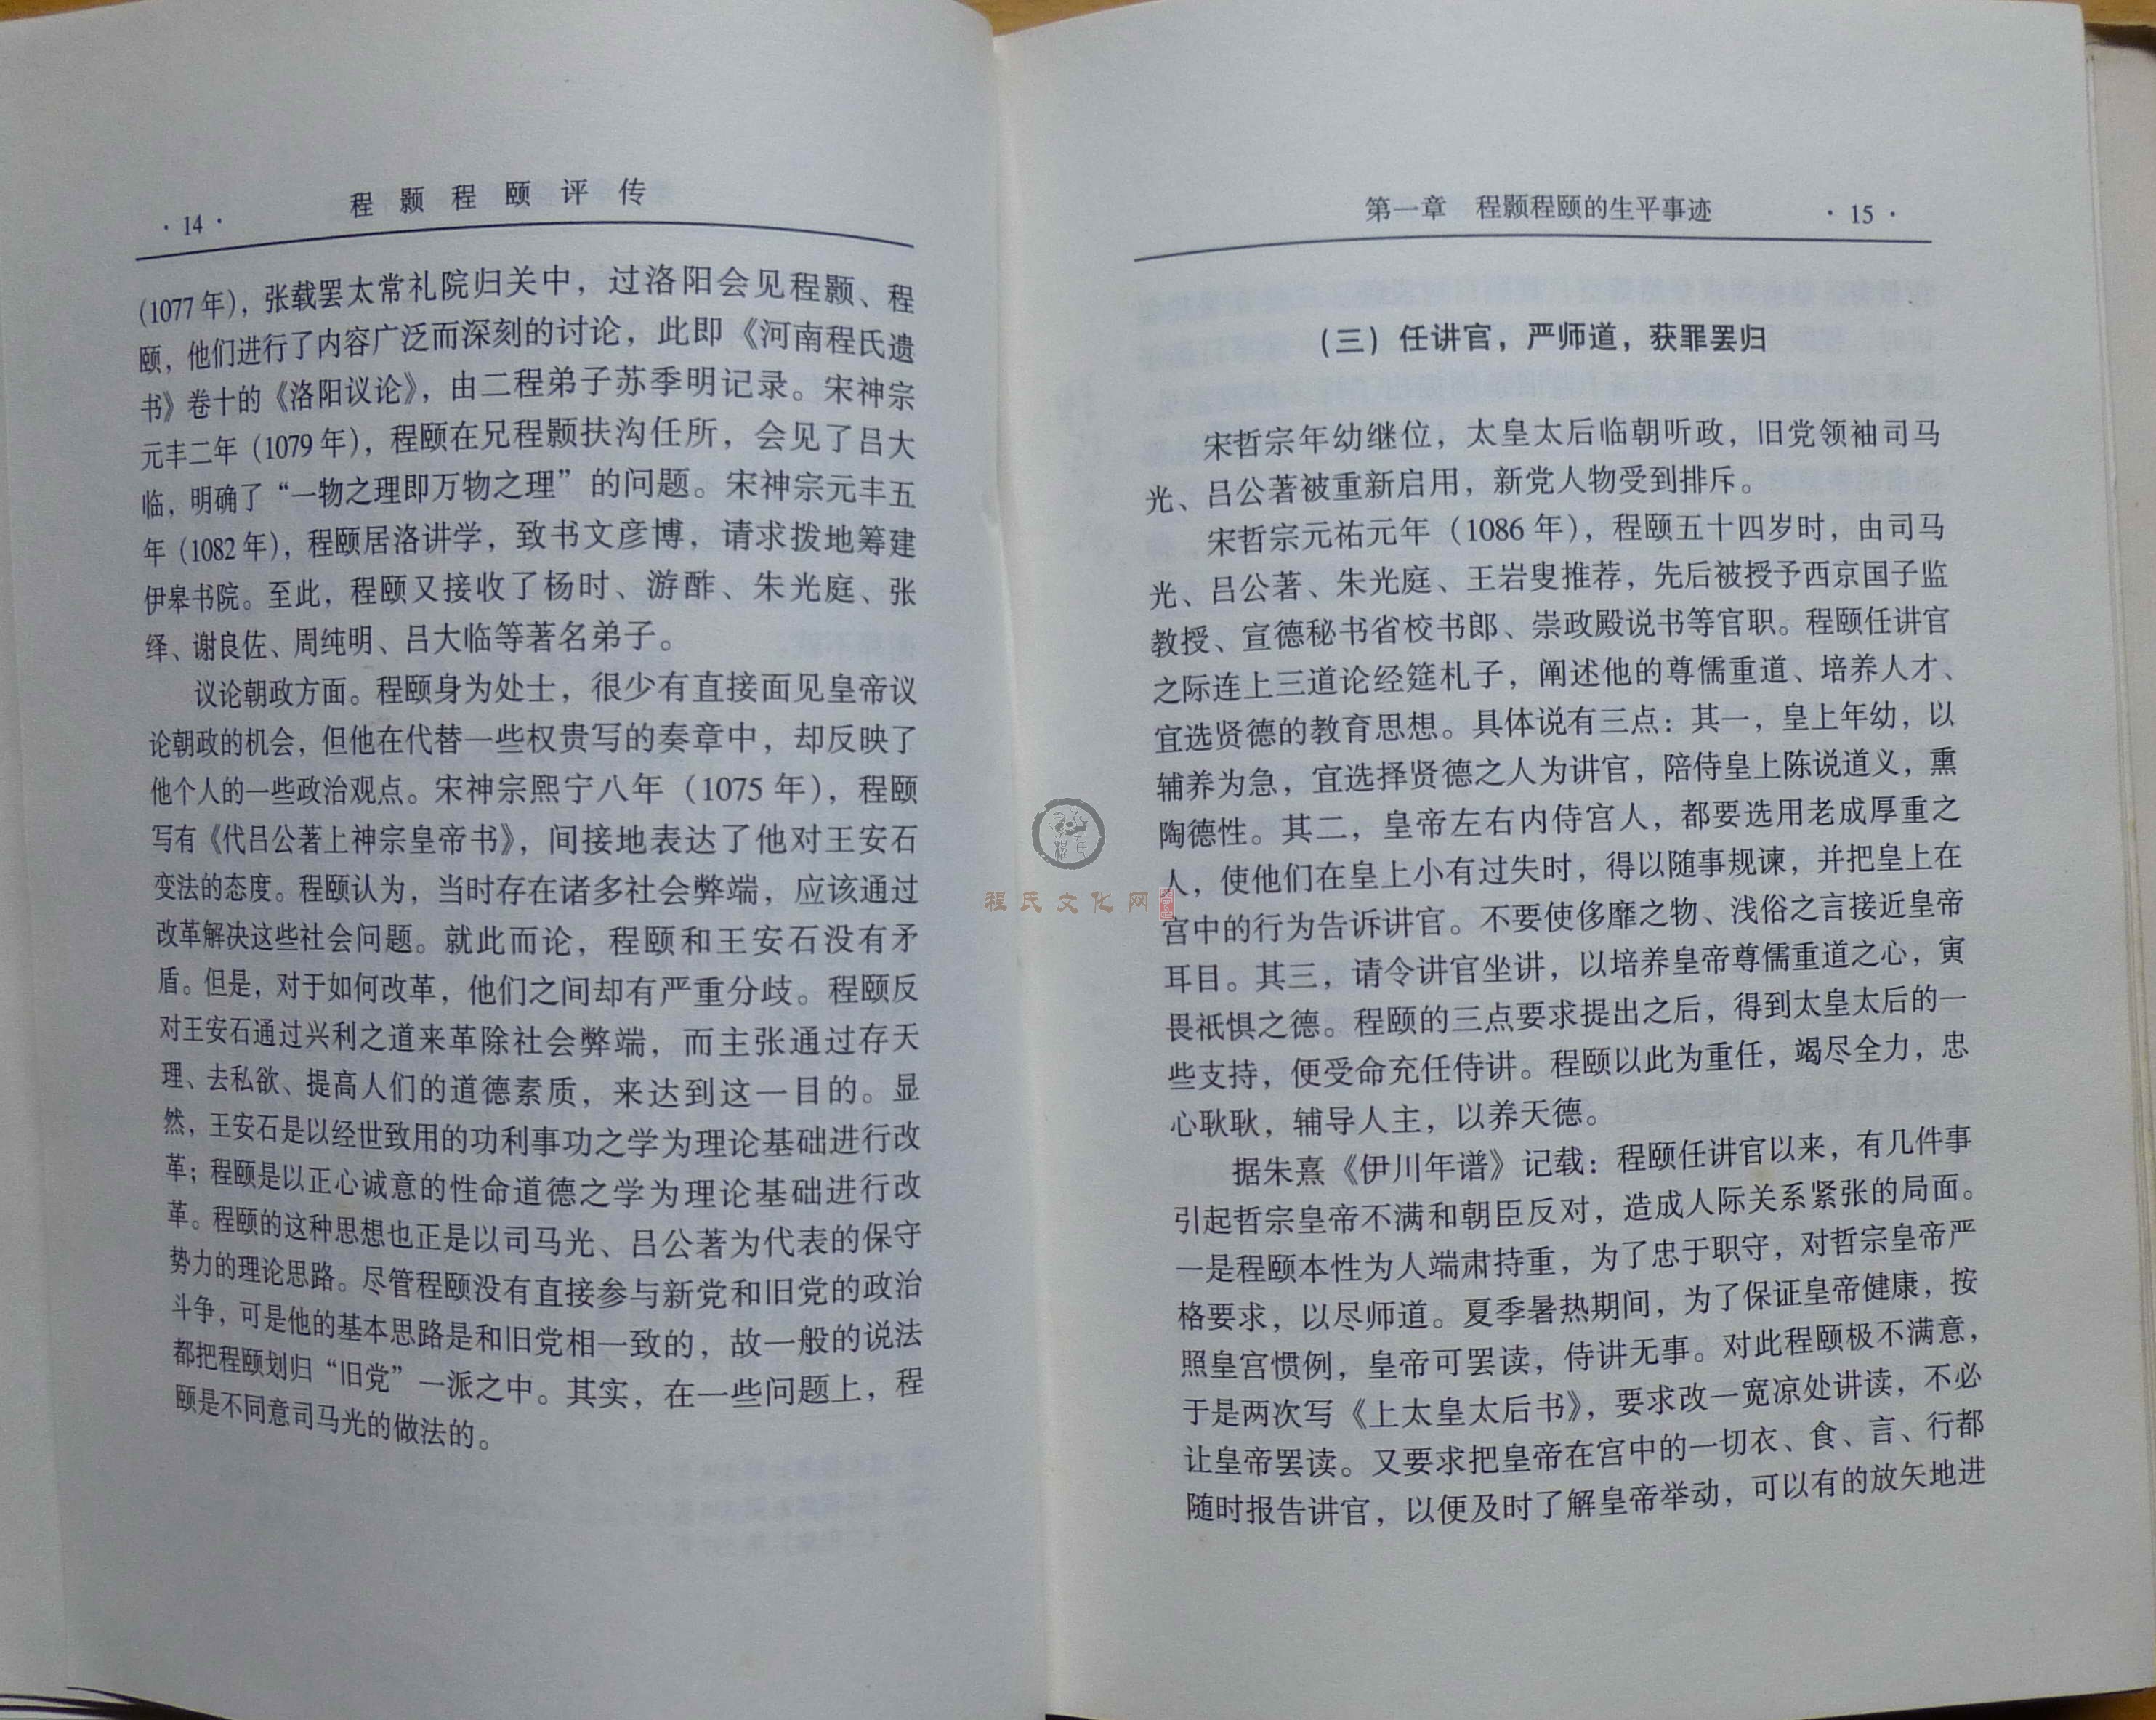 · 14 ·
程颢程颐评传
(1077年)，张载罢太常礼院归关中，过洛阳会见程颢、程
颐，他们进行了内容广泛而深刻的讨论，此即《河南程氏遗
书》卷十的《洛阳议论》，由二程弟子苏季明记录。宋神宗
元丰二年（1079年），程颐在兄程颢扶沟任所，会见了吕大
临，明确了“一物之理即万物之理”的问题。宋神宗元丰五
年（1082年），程颐居洛讲学，致书文彦博，请求拨地筹建
伊皋书院。至此，程颐又接收了杨时、游酢、朱光庭、张
绎、谢良佐、周纯明、吕大临等著名弟子。
议论朝政方面。程颐身为处士，很少有直接面见皇帝议
论朝政的机会，但他在代替一些权贵写的奏章中，却反映了
他个人的一些政治观点。宋神宗熙宁八年（1075年），程颐
写有《代吕公著上神宗皇帝书》，间接地表达了他对王安石
变法的态度。程颐认为，当时存在诸多社会弊端，应该通过
改革解决这些社会问题。就此而论，程颐和王安石没有矛
盾。但是，对于如何改革，他们之间却有严重分歧。程颐反
对王安石通过兴利之道来革除社会弊端，而主张通过存天
理、去私欲、提高人们的道德素质，来达到这一目的。显
然，王安石是以经世致用的功利事功之学为理论基础进行改
革；程颐是以正心诚意的性命道德之学为理论基础进行改
革。程颐的这种思想也正是以司马光、吕公著为代表的保守
势力的理论思路。尽管程颐没有直接参与新党和旧党的政治
斗争，可是他的基本思路是和旧党相一致的，故一般的说法
都把程颐划归“旧党”一派之中。其实，在一些问题上，程
颐是不同意司马光的做法的。
第一章　程颢程颐的生平事迹
· 15 ·
（三）任讲官，严师道，获罪罢归
宋哲宗年幼继位，太皇太后临朝听政，旧党领袖司马
光、吕公著被重新启用，新党人物受到排斥。
宋哲宗元祐元年（1086年），程颐五十四岁时，由司马
光、吕公著、朱光庭、王岩叟推荐，先后被授予西京国子监
教授、宣德秘书省校书郎、崇政殿说书等官职。程颐任讲官
之际连上三道论经筵札子，阐述他的尊儒重道、培养人才、
宜选贤德的教育思想。具体说有三点：其一，皇上年幼，以
辅养为急，宜选择贤德之人为讲官，陪侍皇上陈说道义，熏
陶德性。其二，皇帝左右内侍宫人，都要选用老成厚重之
人，使他们在皇上小有过失时，得以随事规谏，并把皇上在
宫中的行为告诉讲官。不要使侈靡之物、浅俗之言接近皇帝
耳目。其三，请令讲官坐讲，以培养皇帝尊儒重道之心，寅
畏祇惧之德。程颐的三点要求提出之后，得到太皇太后的一
些支持，便受命充任侍讲。程颐以此为重任，竭尽全力，忠
心耿耿，辅导人主，以养天德。
据朱熹《伊川年谱》记载：程颐任讲官以来，有几件事
引起哲宗皇帝不满和朝臣反对，造成人际关系紧张的局面。
一是程颐本性为人端肃持重，为了忠于职守，对哲宗皇帝严
格要求，以尽师道。夏季暑热期间，为了保证皇帝健康，按
照皇宫惯例，皇帝可罢读，侍讲无事。对此程颐极不满意，
于是两次写《上太皇太后书》，要求改一宽凉处讲读，不必
让皇帝罢读。又要求把皇帝在宫中的一切衣、食、言、行都
随时报告讲官，以便及时了解皇帝举动，可以有的放矢地进
程氏文化网